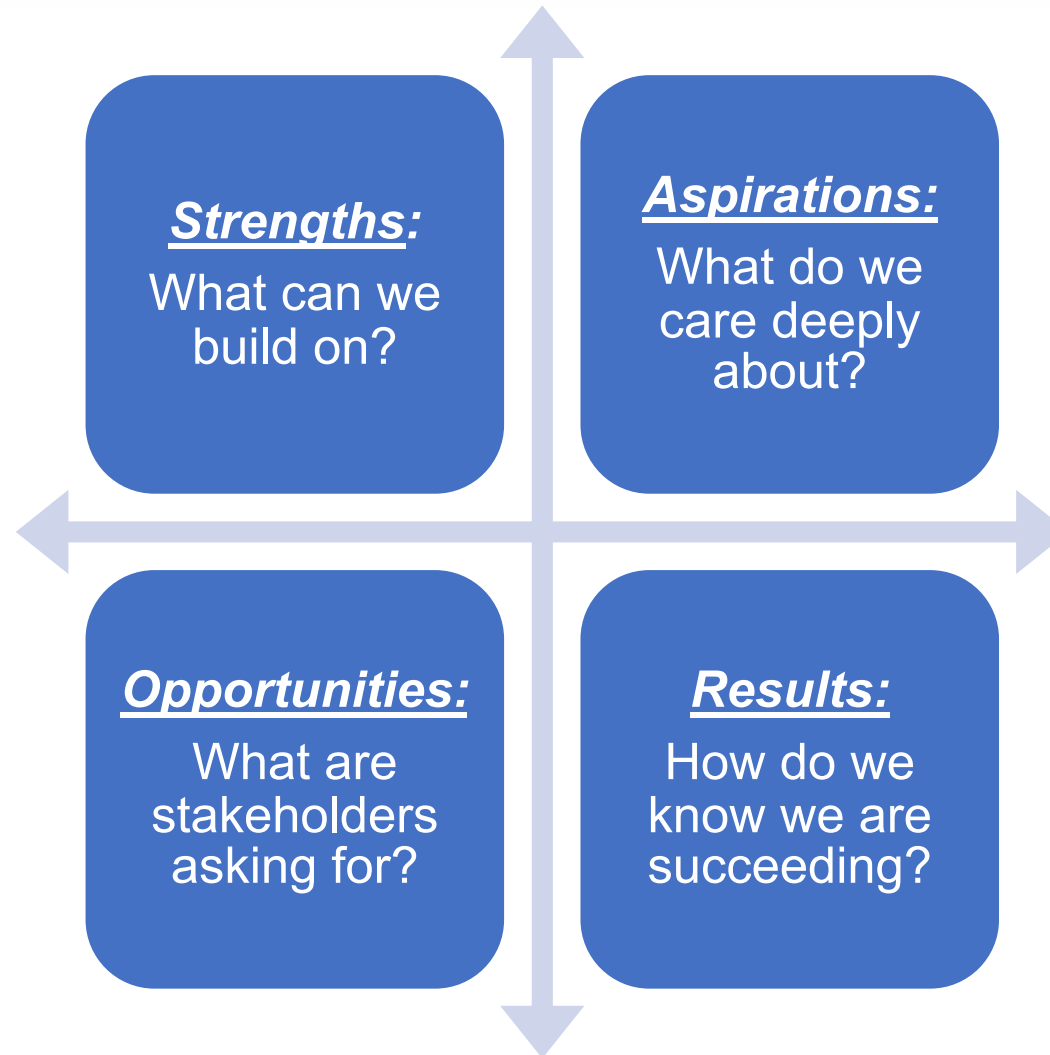 Strengths:
What can we
build on?
Aspirations:
What do we
care deeply
about?
Opportunities:
What are
stakeholders
asking for?
Results:
How do we
know we are
succeeding?